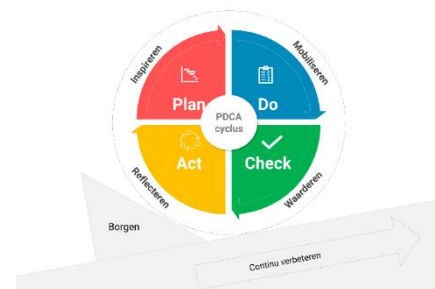 Inspireren
Mobiliseren
Plan
Do
PDCA
cyclus
Act
Check
Reflecteren
Waarderen
Borgen
Continu verbeteren